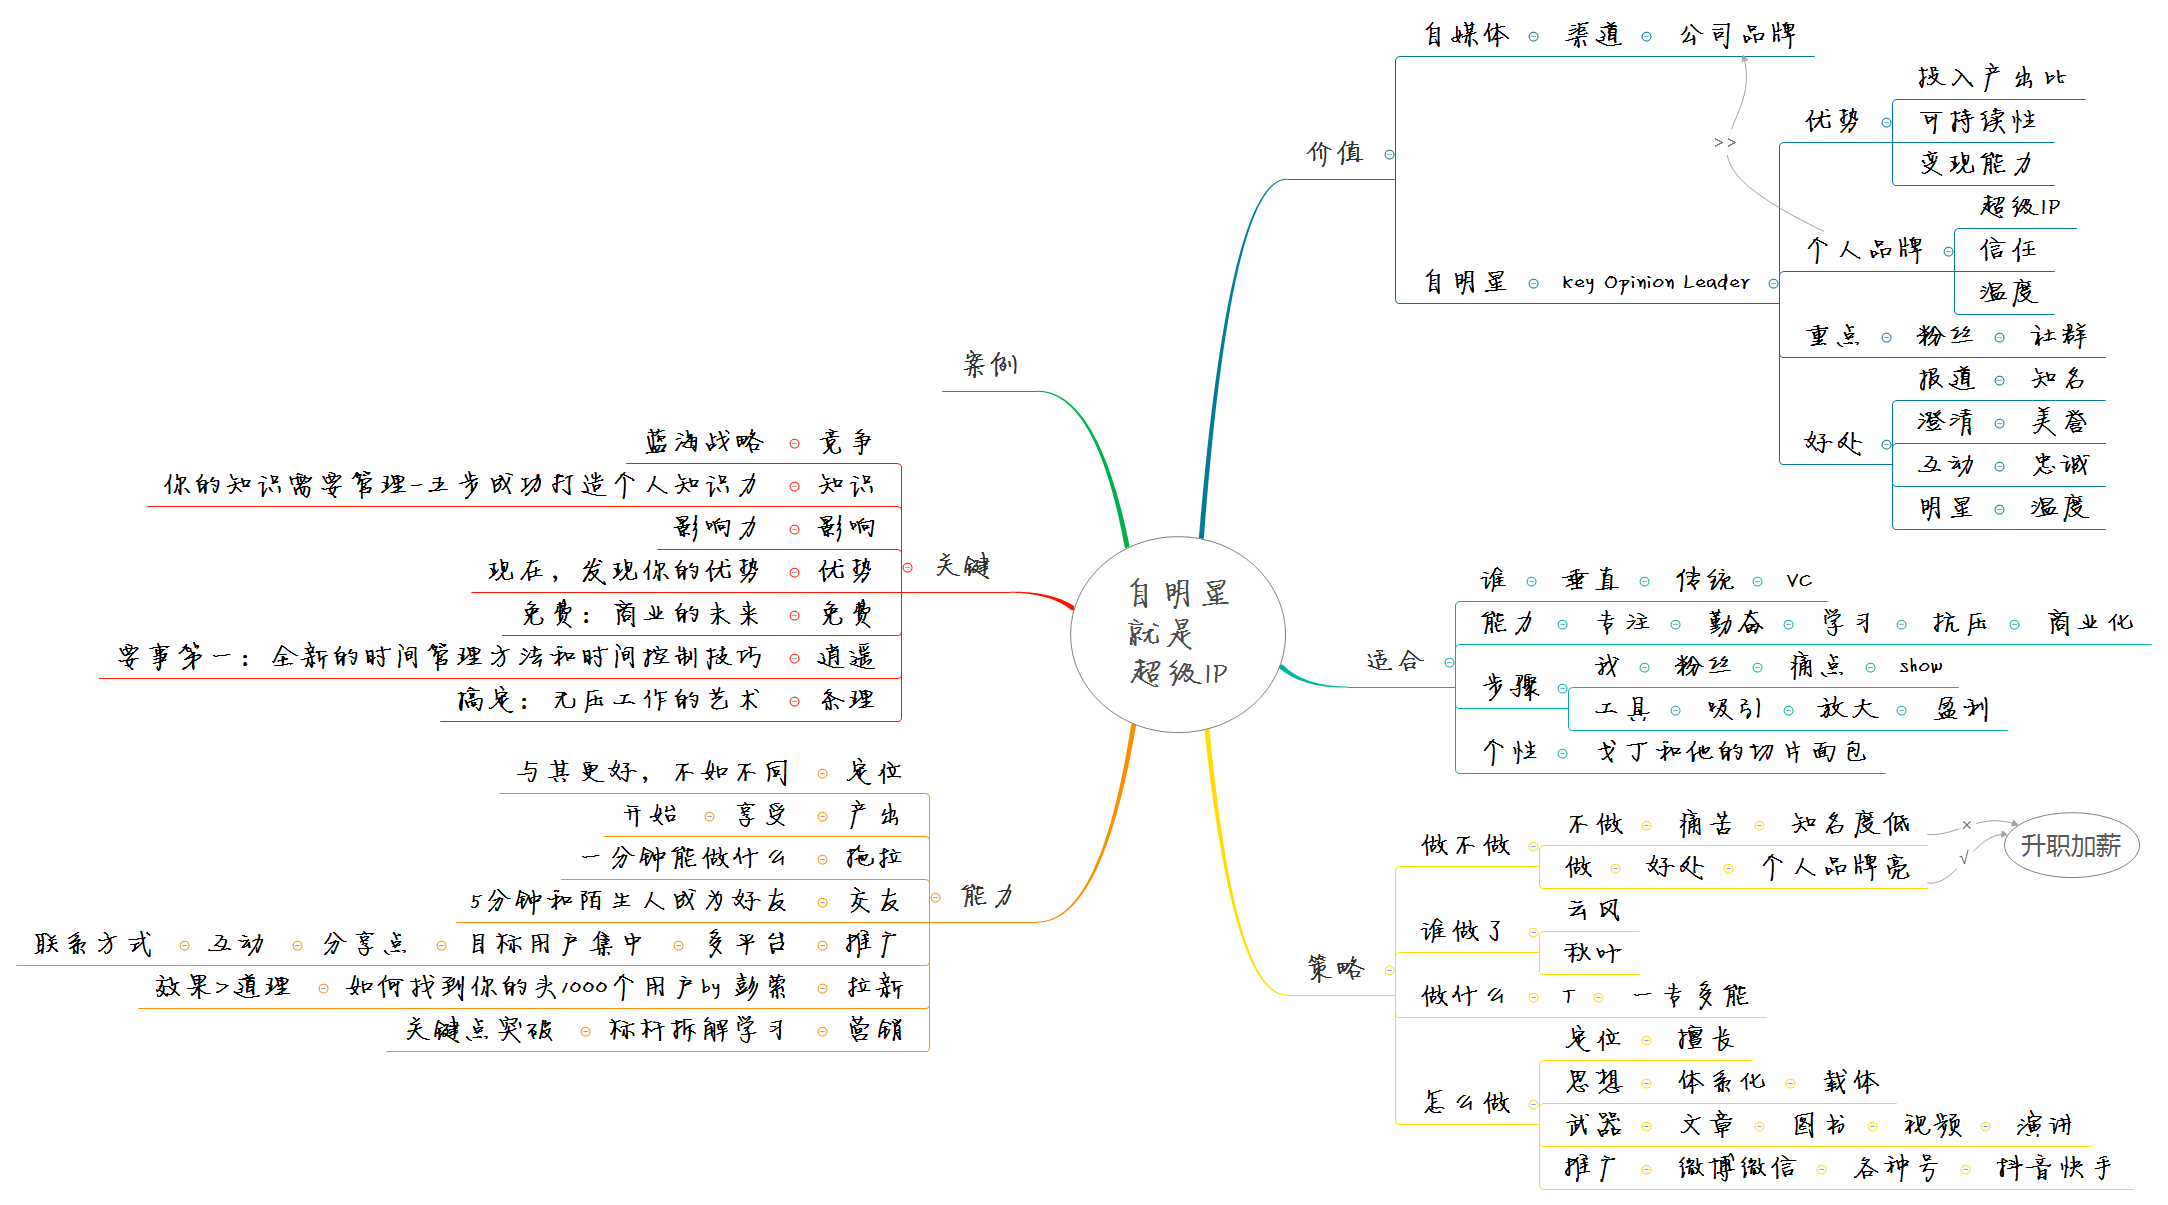 自明星
就是
超级IP
价值
自媒体 渠道 公司品牌
>>
自明星 Key Opinion Leader
优势
投入产出比
可持续性
变现能力
个人品牌
超级IP
信任
温度
重点 粉丝 社群
好处
报道 知名
澄清 美誉
互动 忠诚
明星 温度
适合
谁 垂直 传统 VC
能力 专注 勤奋 学习 抗压 商业化
步骤
我 粉丝 痛点 show
工具 吸引 放大 盈利
个性 戈丁和他的切片面包
策略
做不做
不做 痛苦 知名度低
×
做 好处 个人品牌亮
√
升职加薪
谁做了
云风
秋叶
做什么 T 一专多能
怎么做
定位 擅长
思想 体系化 载体
武器 文章 图书 视频 演讲
推广 微博微信 各种号 抖音快手
案例
关键
蓝海战略 竞争
你的知识需要管理-五步成功打造个人知识力 知识
影响力 影响
现在，发现你的优势 优势
免费：商业的未来 免费
要事第一：全新的时间管理方法和时间控制技巧 逍遥
搞定：无压工作的艺术 条理
能力
与其更好，不如不同 定位
开始 享受 产出
一分钟能做什么 拖拉
5分钟和陌生人成为好友 交友
联系方式 互动 分享点 目标用户集中 多平台 推广
效果>道理 如何找到你的头1000个用户by彭萦 拉新
关键点突破 标杆拆解学习 营销